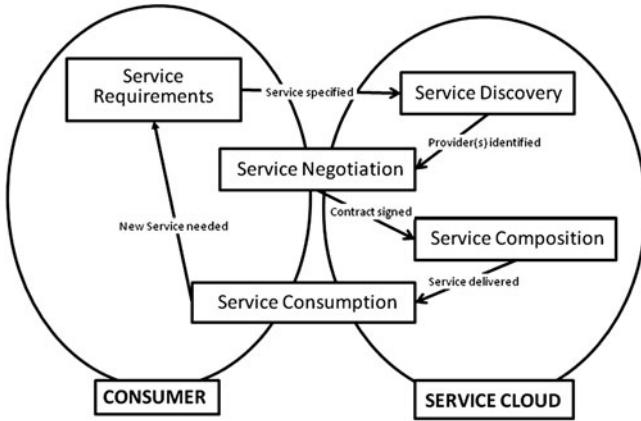 Service
Requirements
Service specified
Service Discovery
Provider(s) identified
Service Negotiation
Contract signed
New Service needed
Service Composition
Service delivered
Service Consumption
CONSUMER
SERVICE CLOUD